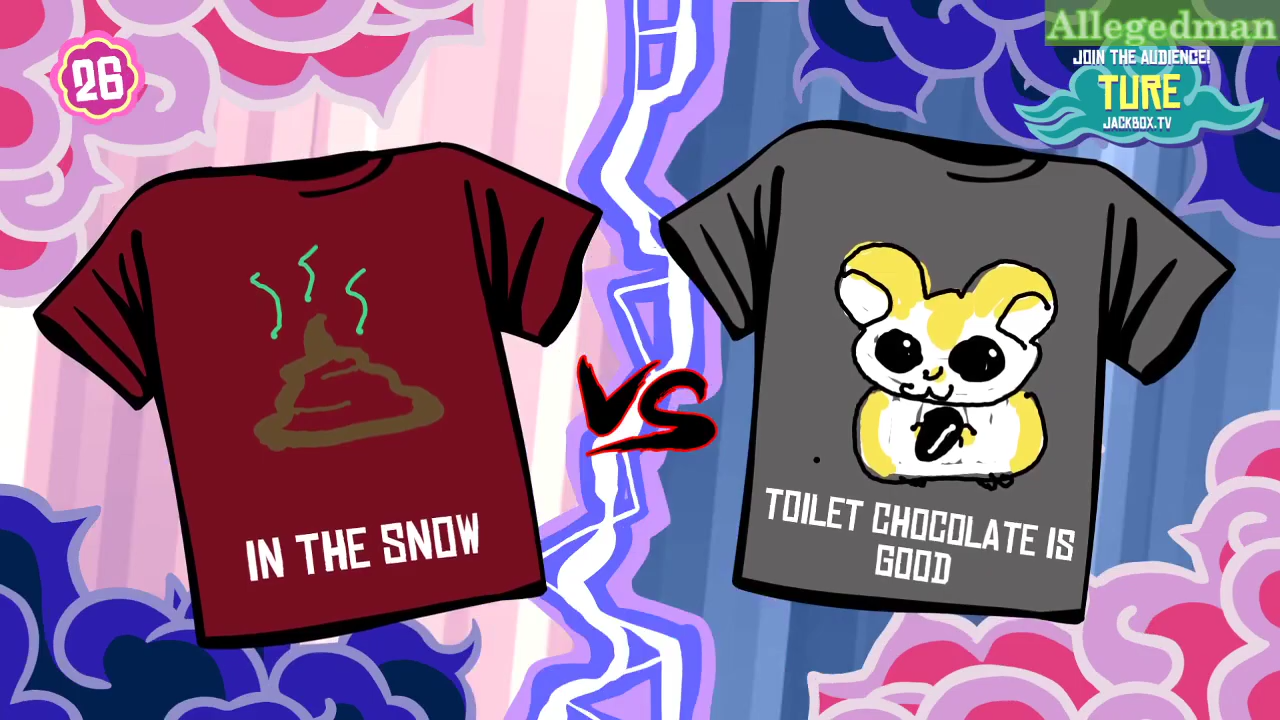 26
Allegedman
JOIN THE AUDIENCE!
TURE
JACKBOX.TV
VS
IN THE SNOW
TOILET CHOCOLATE IS
GOOD